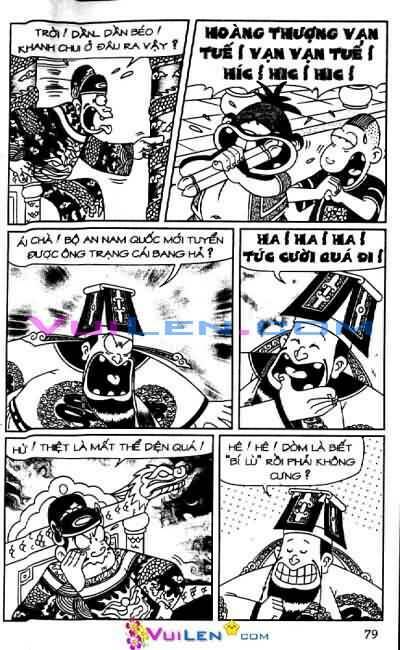 TRỜI! DẦN.. DẦN BÉO!
KHANH CHUI Ở ĐÂU RA VẬY?
HOÀNG THƯỢNG VẠN
TUẾ! VẠN VẠN TUẾ!
HÍC! HIC! HIC!
ÁI CHÀ! BỘ AN NAM QUỐC MỚI TUYỂN
ĐƯỢC ÔNG TRẠNG CÁI BANG HẢ?
HA! HA! HA!
TỨC CƯỜI QUÁ ĐI!
VUILEN.COM
HỪ! THIỆT LÀ MẤT THỂ DIỆN QUÁ!
HÊ! HÊ! DÒM LÀ BIẾT
"BÍ LÙ" RỒI PHẢI KHÔNG
CƯNG?
VUILEN.COM
79